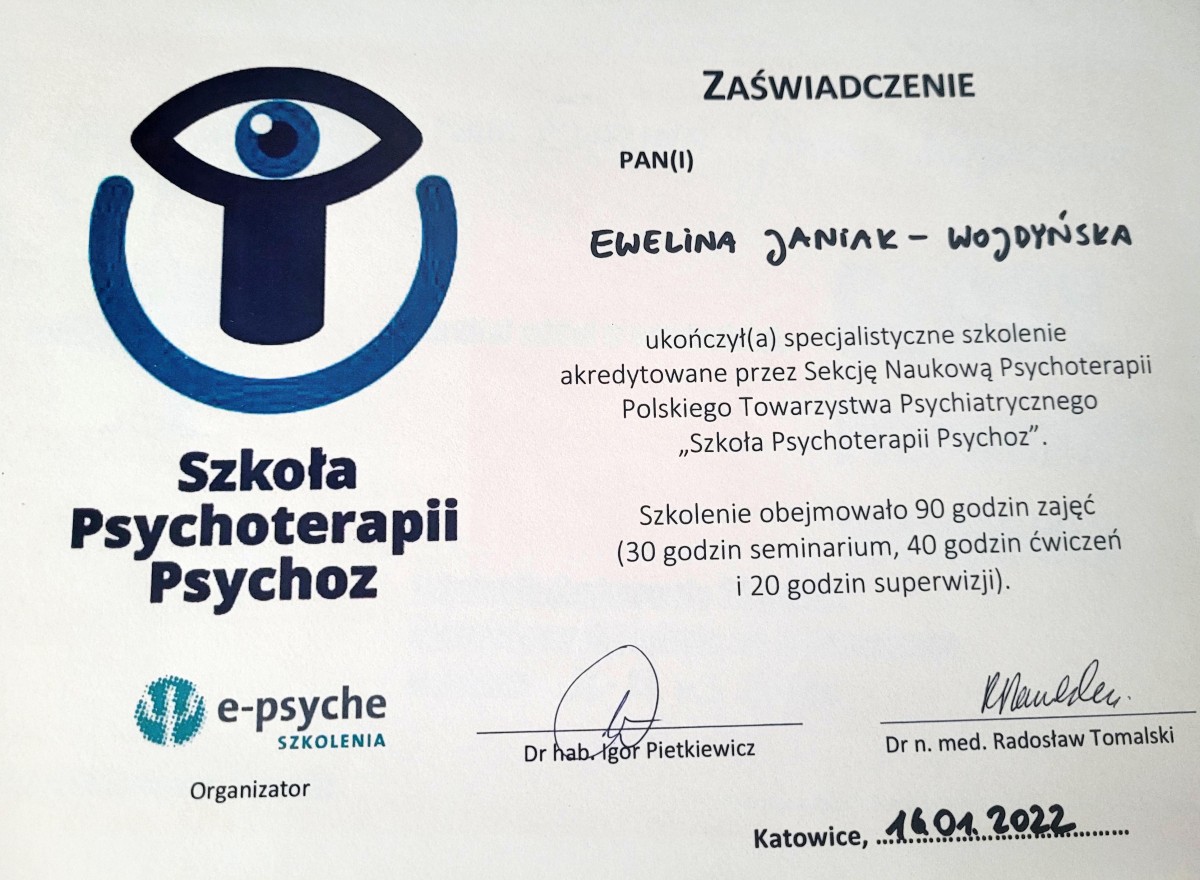 ZAŚWIADCZENIE
PAN(I)
EWELINA JANIAK - WOJDYŃSKA
ukończył(a) specjalistyczne szkolenie
akredytowane przez Sekcję Naukową Psychoterapii
Polskiego Towarzystwa Psychiatrycznego
„Szkoła Psychoterapii Psychoz”.
Szkolenie obejmowało 90 godzin zajęć
(30 godzin seminarium, 40 godzin ćwiczeń
i 20 godzin superwizji).
Szkoła
Psychoterapii
Psychoz
e-psyche
SZKOLENIA
Organizator
Dr hab. Igor Pietkiewicz
Dr n. med. Radosław Tomalski
Katowice, 16.01.2022